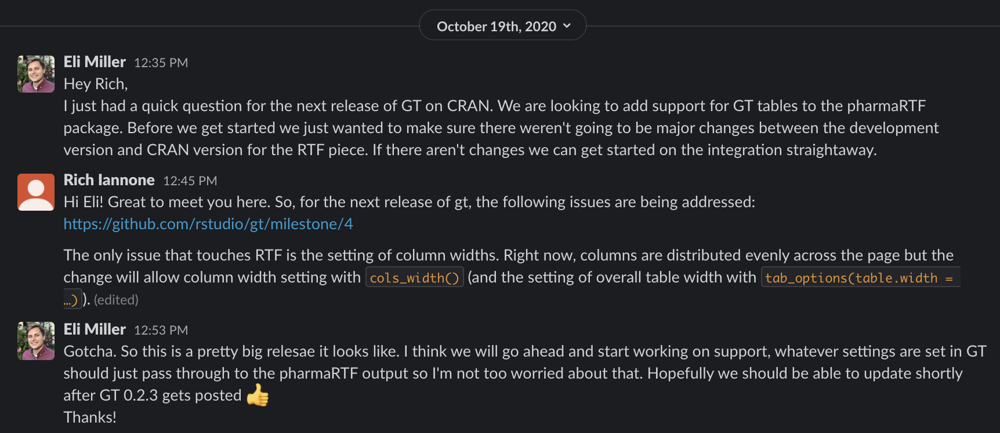 October 19th, 2020
Eli Miller 12:35 PM
Hey Rich,
I just had a quick question for the next release of GT on CRAN. We are looking to add support for GT tables to the pharmaRTF
package. Before we get started we just wanted to make sure there weren't going to be major changes between the development
version and CRAN version for the RTF piece. If there aren't changes we can get started on the integration straightaway.
Rich Iannone 12:45 PM
Hi Eli! Great to meet you here. So, for the next release of gt, the following issues are being addressed:
https://github.com/rstudio/gt/milestone/4
The only issue that touches RTF is the setting of column widths. Right now, columns are distributed evenly across the page but the
change will allow column width setting with cols_width() (and the setting of overall table width with tab_options(table.width =
…)). (edited)
Eli Miller 12:53 PM
Gotcha. So this is a pretty big relesae it looks like. I think we will go ahead and start working on support, whatever settings are set in GT
should just pass through to the pharmaRTF output so I'm not too worried about that. Hopefully we should be able to update shortly
after GT 0.2.3 gets posted 👍
Thanks!